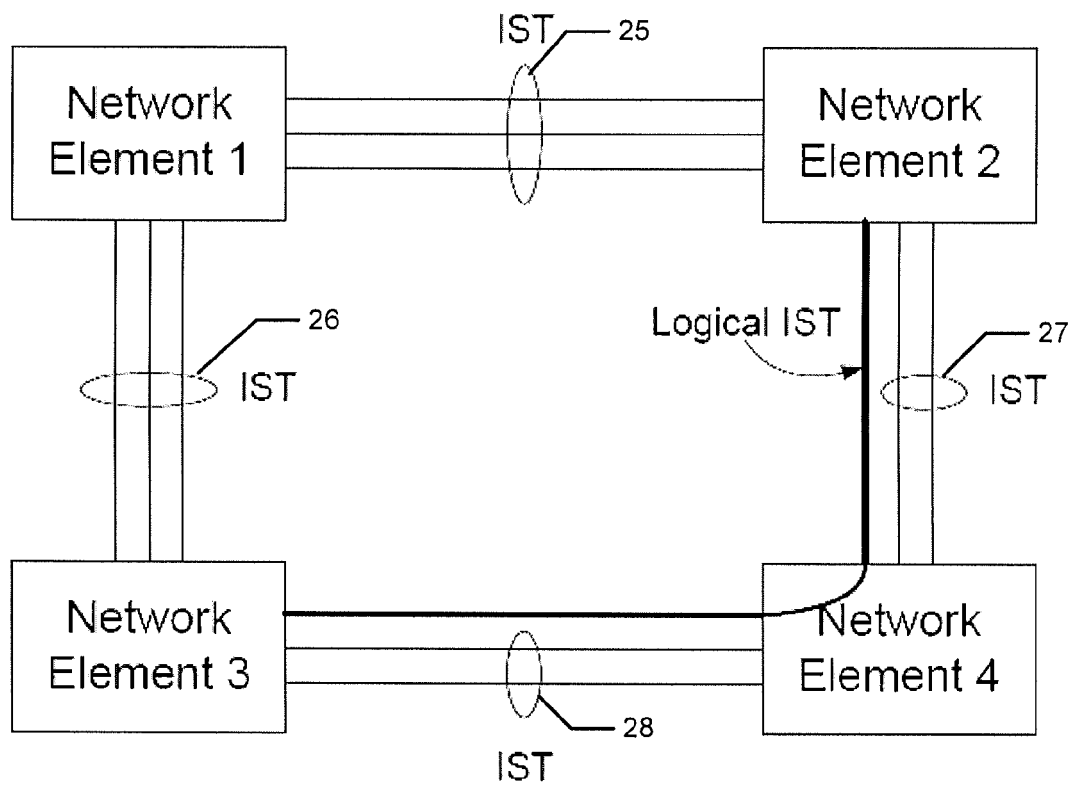 IST
25
Network
Element 1
Network
Element 2
26
IST
Logical IST
27
IST
Network
Element 3
Network
Element 4
28
IST